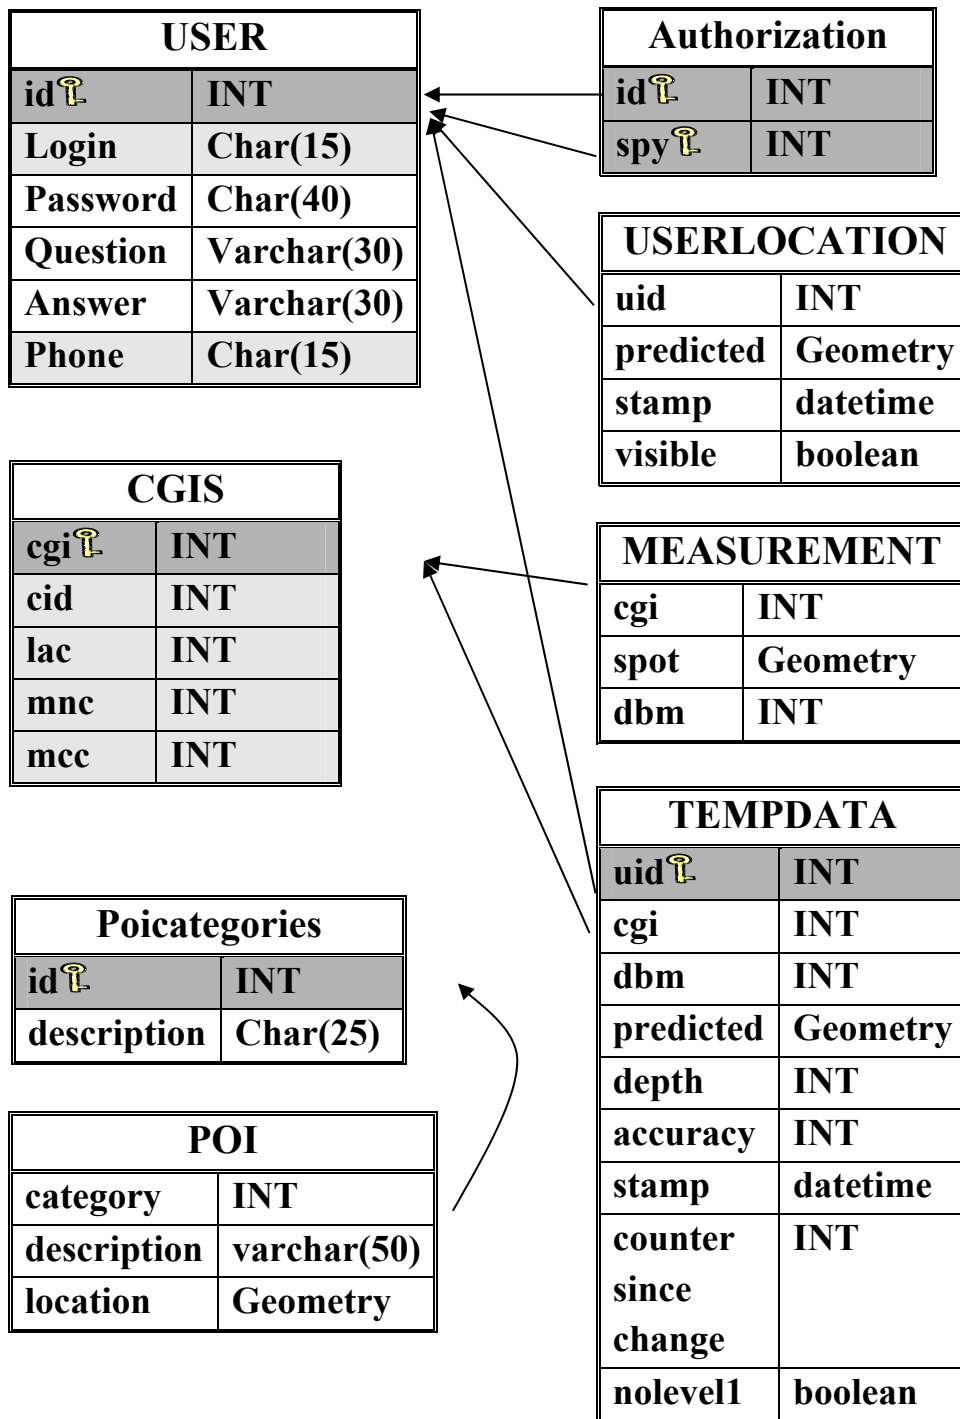 USER
id INT
Login Char(15)
Password Char(40)
Question Varchar(30)
Answer Varchar(30)
Phone Char(15)
Authorization
id INT
spy INT
USERLOCATION
uid INT
predicted Geometry
stamp datetime
visible boolean
CGIS
cgi INT
cid INT
lac INT
mnc INT
mcc INT
MEASUREMENT
cgi INT
spot Geometry
dbm INT
Poicategories
id INT
description Char(25)
POI
category INT
description varchar(50)
location Geometry
TEMPDATA
uid INT
cgi INT
dbm INT
predicted Geometry
depth INT
accuracy INT
stamp datetime
counter INT
since
change
nolevel1 boolean